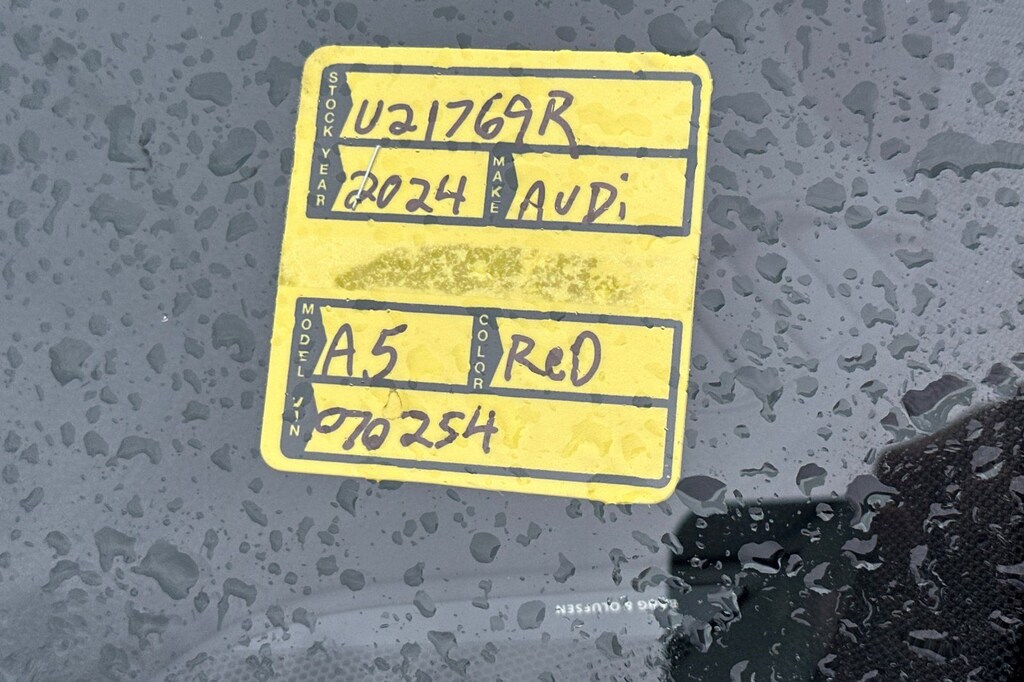 STOCK U21769R
YEAR 2024 MAKE AUDi
MODEL A5 COLOR ReD
VIN 070254
BANG & OLUFSEN